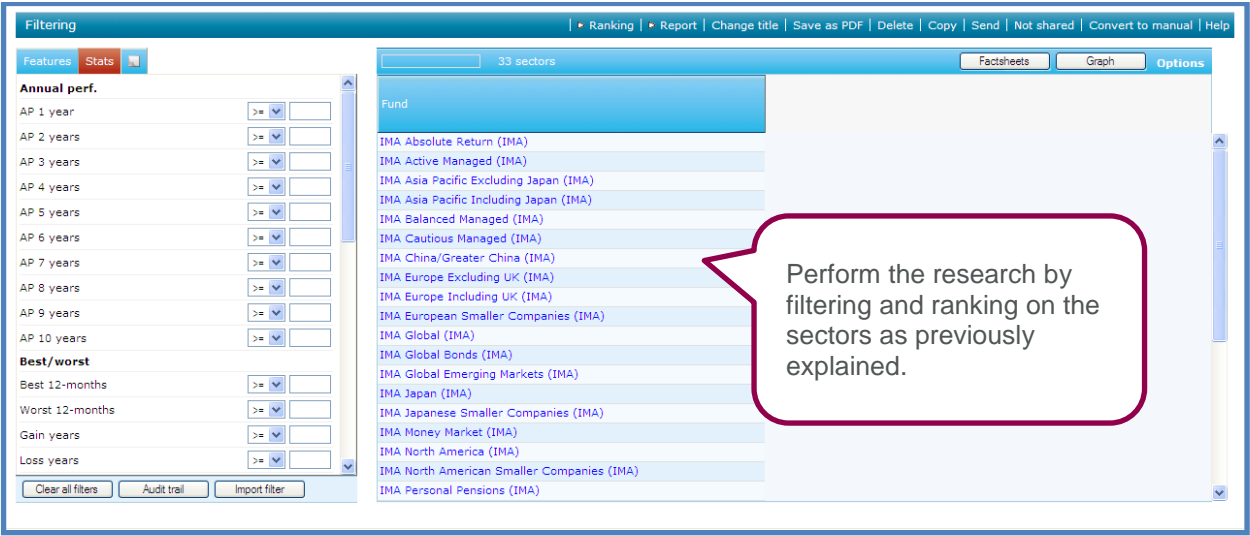 Filtering
| Ranking | Report | Change title | Save as PDF | Delete | Copy | Send | Not shared | Convert to manual | Help
Features Stats
Annual perf.
AP 1 year >=
AP 2 years >=
AP 3 years >=
AP 4 years >=
AP 5 years >=
AP 6 years >=
AP 7 years >=
AP 8 years >=
AP 9 years >=
AP 10 years >=
Best/worst
Best 12-months >=
Worst 12-months >=
Gain years >=
Loss years >=
Clear all filters Audit trail Import filter
33 sectors Factsheets Graph Options
Fund
IMA Absolute Return (IMA)
IMA Active Managed (IMA)
IMA Asia Pacific Excluding Japan (IMA)
IMA Asia Pacific Including Japan (IMA)
IMA Balanced Managed (IMA)
IMA Cautious Managed (IMA)
IMA China/Greater China (IMA)
IMA Europe Excluding UK (IMA)
IMA Europe Including UK (IMA)
IMA European Smaller Companies (IMA)
IMA Global (IMA)
IMA Global Bonds (IMA)
IMA Global Emerging Markets (IMA)
IMA Japan (IMA)
IMA Japanese Smaller Companies (IMA)
IMA Money Market (IMA)
IMA North America (IMA)
IMA North American Smaller Companies (IMA)
IMA Personal Pensions (IMA)
Perform the research by
filtering and ranking on the
sectors as previously
explained.